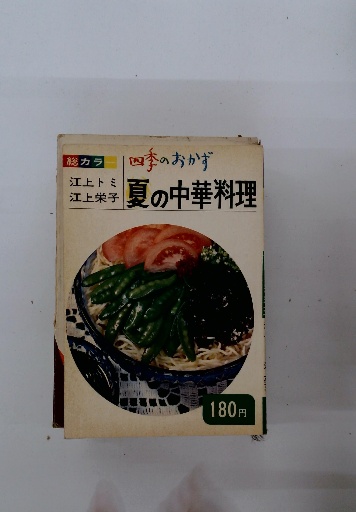 総カラー
四季のおかず
江上トミ
江上栄子
夏の中華料理
180円